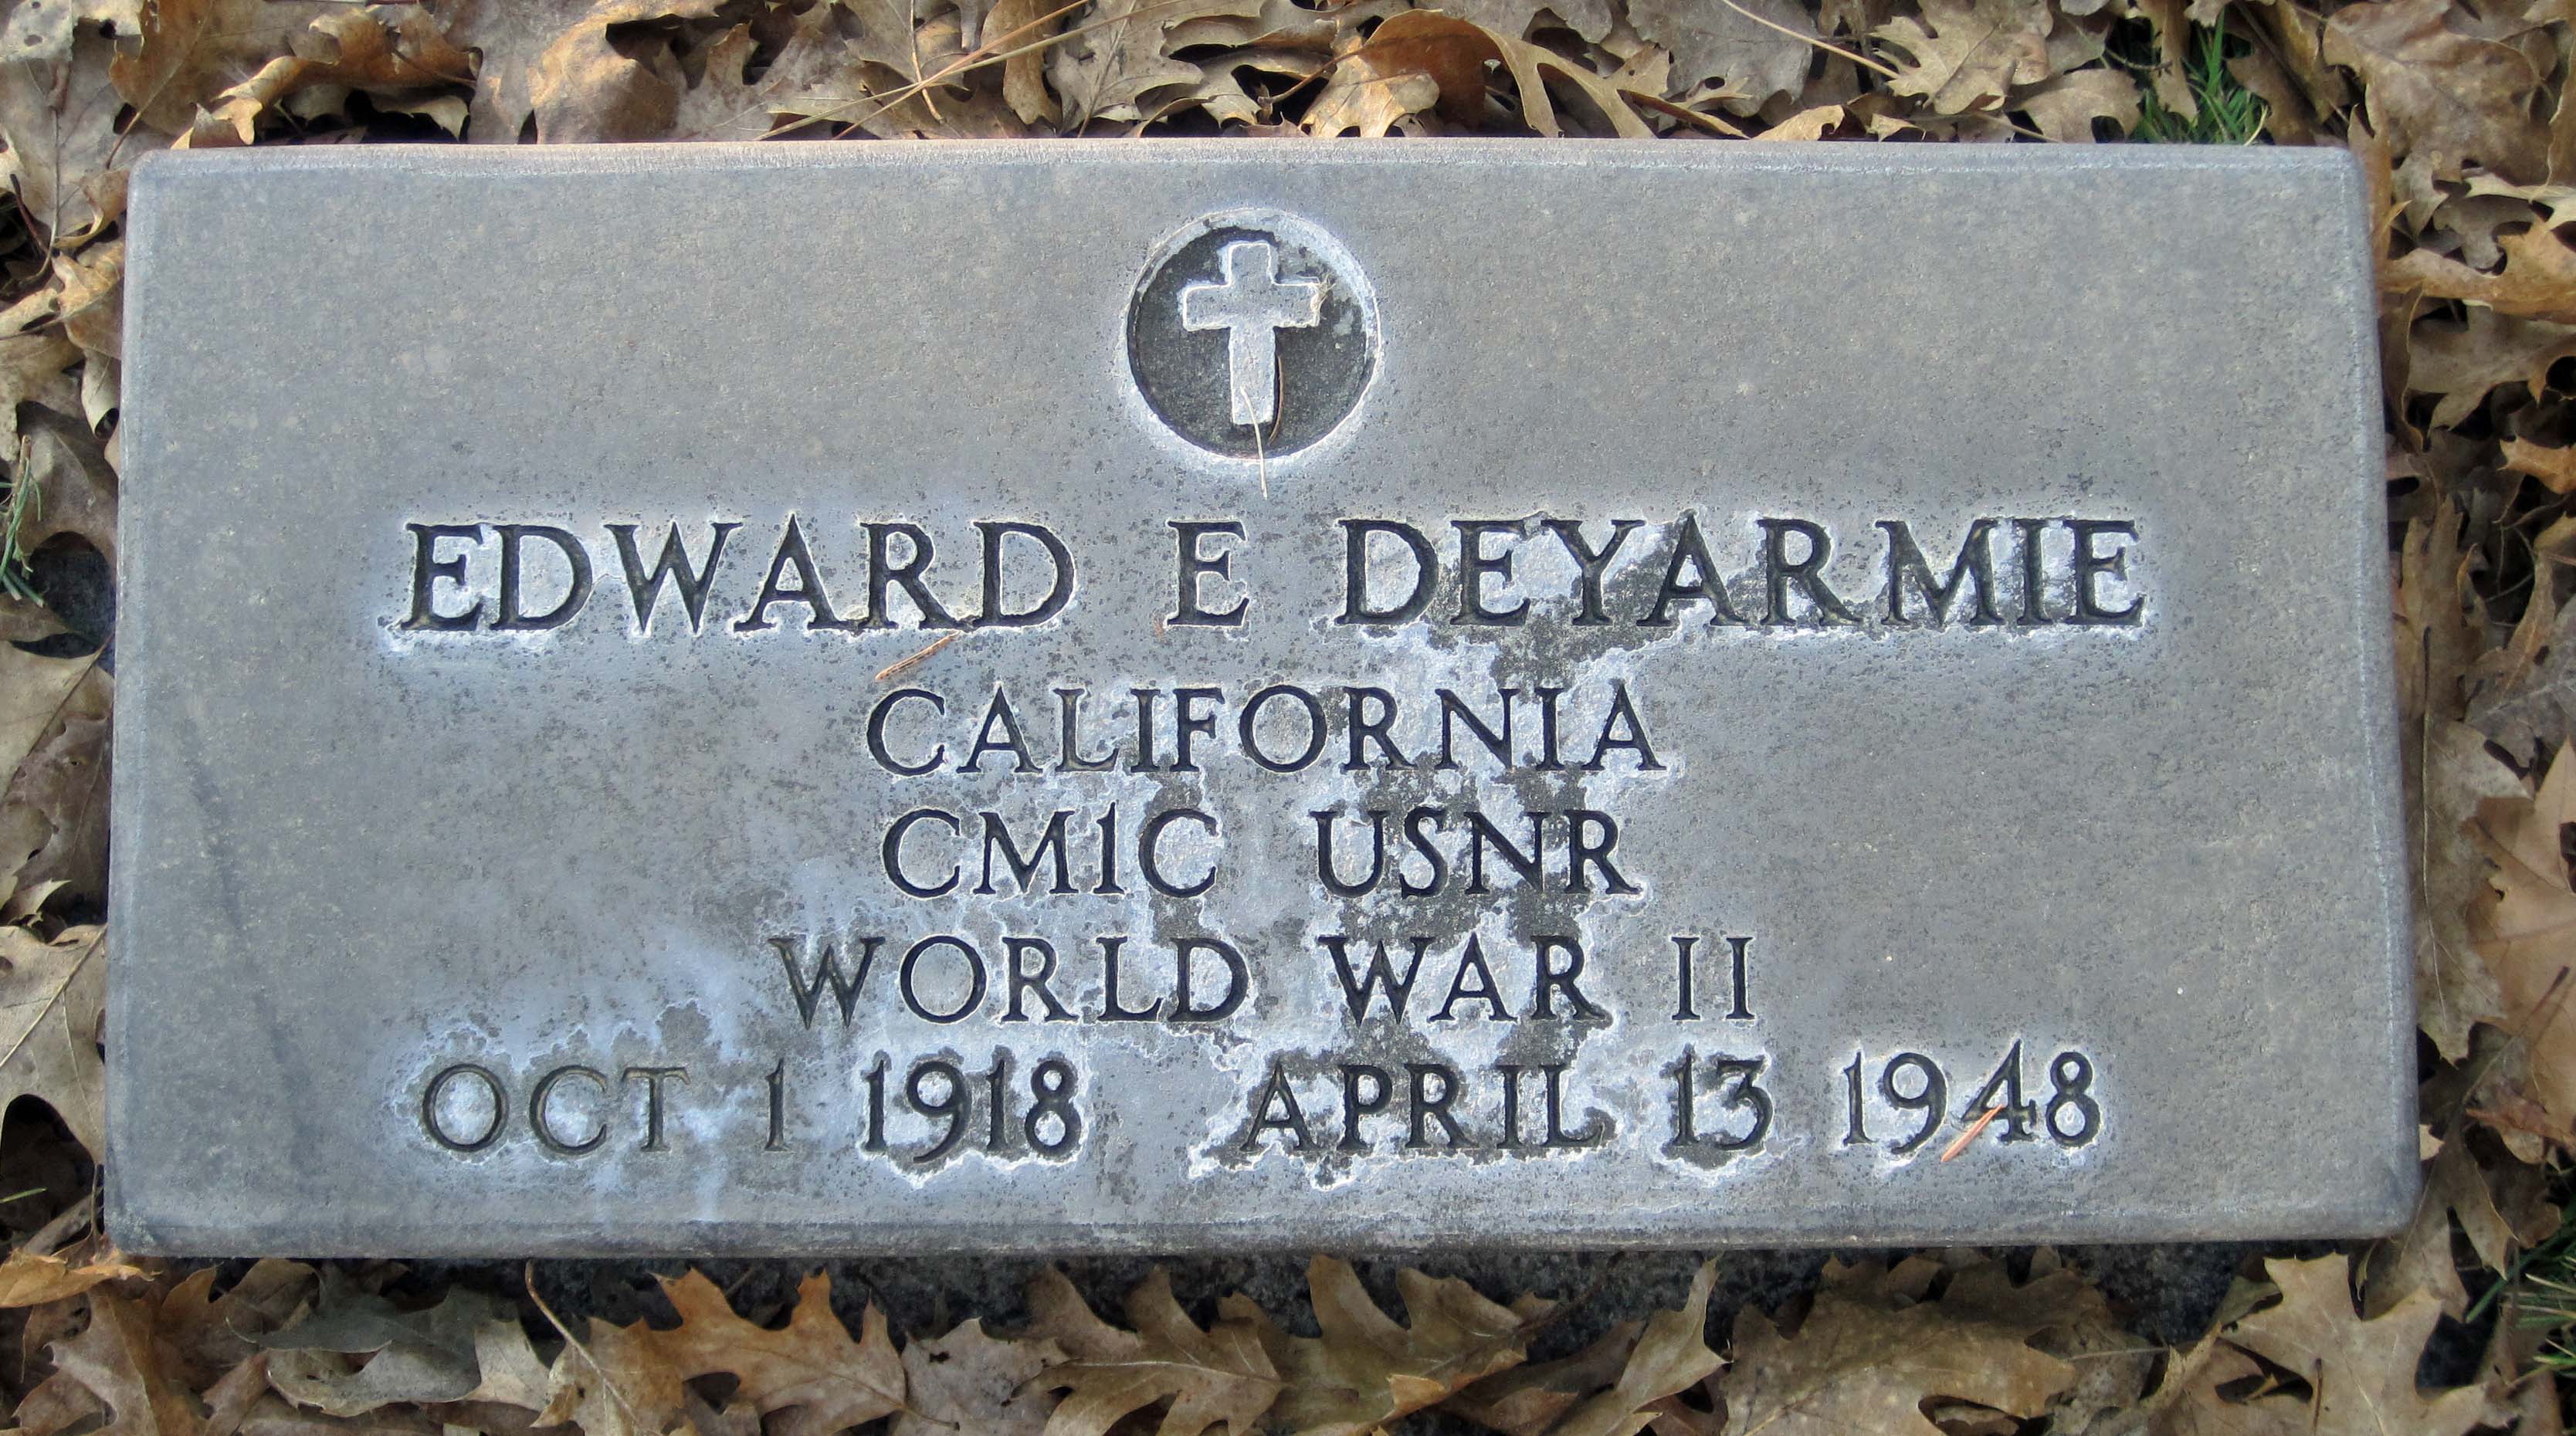 EDWARD E DEYARMIE
CALIFORNIA
CM1C USNR
WORLD WAR II
OCT 1 1918 APRIL 13 1948